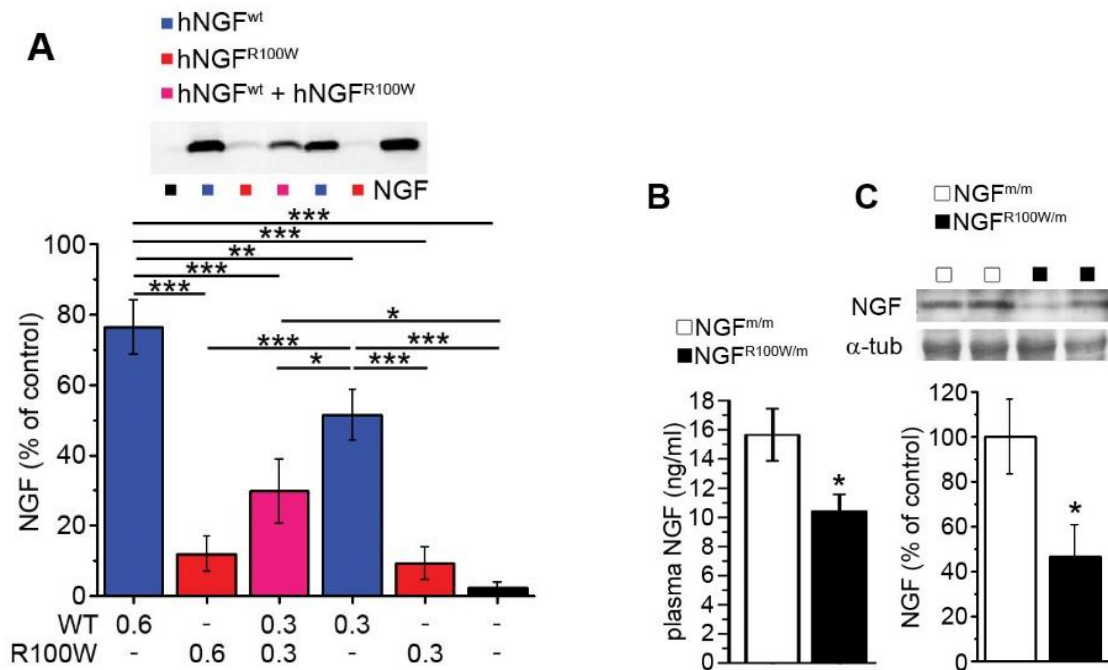 A
hNGFwt
hNGFR100W
hNGFwt + hNGFR100W
NGF
***
***
**
***
***
*
***
***
*
***
100
80
60
40
20
0
NGF (% of control)
WT 0.6 - 0.3 0.3 - -
R100W - 0.6 0.3 - 0.3 -
B
NGFm/m
NGFR100W/m
18
16
14
12
10
8
6
4
2
0
plasma NGF (ng/ml)
*
C
NGFm/m
NGFR100W/m
NGF
α-tub
120
100
80
60
40
20
0
NGF (% of control)
*